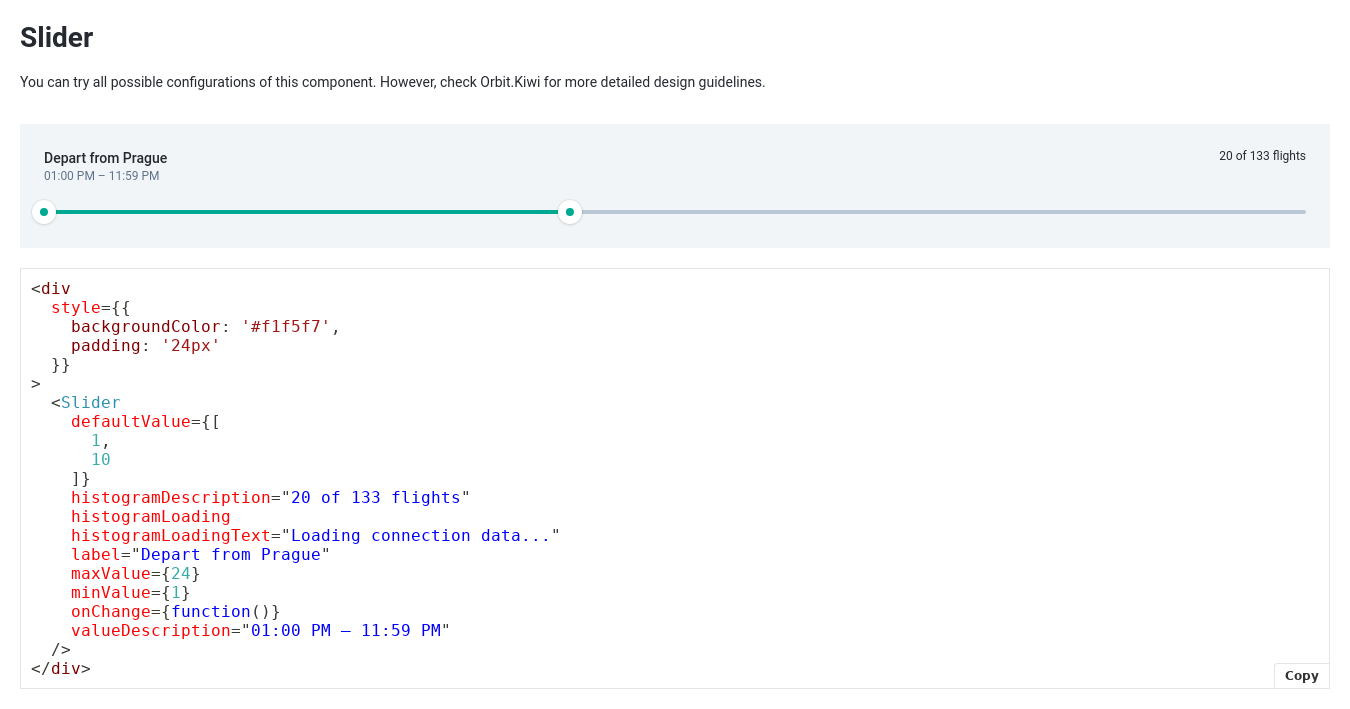 Slider
You can try all possible configurations of this component. However, check Orbit.Kiwi for more detailed design guidelines.
Depart from Prague
20 of 133 flights
01:00 PM – 11:59 PM
<div
  style={{
    backgroundColor: '#f1f5f7',
    padding: '24px'
  }}
>
  <Slider
    defaultValue={[
      1,
      10
    ]}
    histogramDescription="20 of 133 flights"
    histogramLoading
    histogramLoadingText="Loading connection data..."
    label="Depart from Prague"
    maxValue={24}
    minValue={1}
    onChange={function()}
    valueDescription="01:00 PM – 11:59 PM"
  />
</div>
Copy